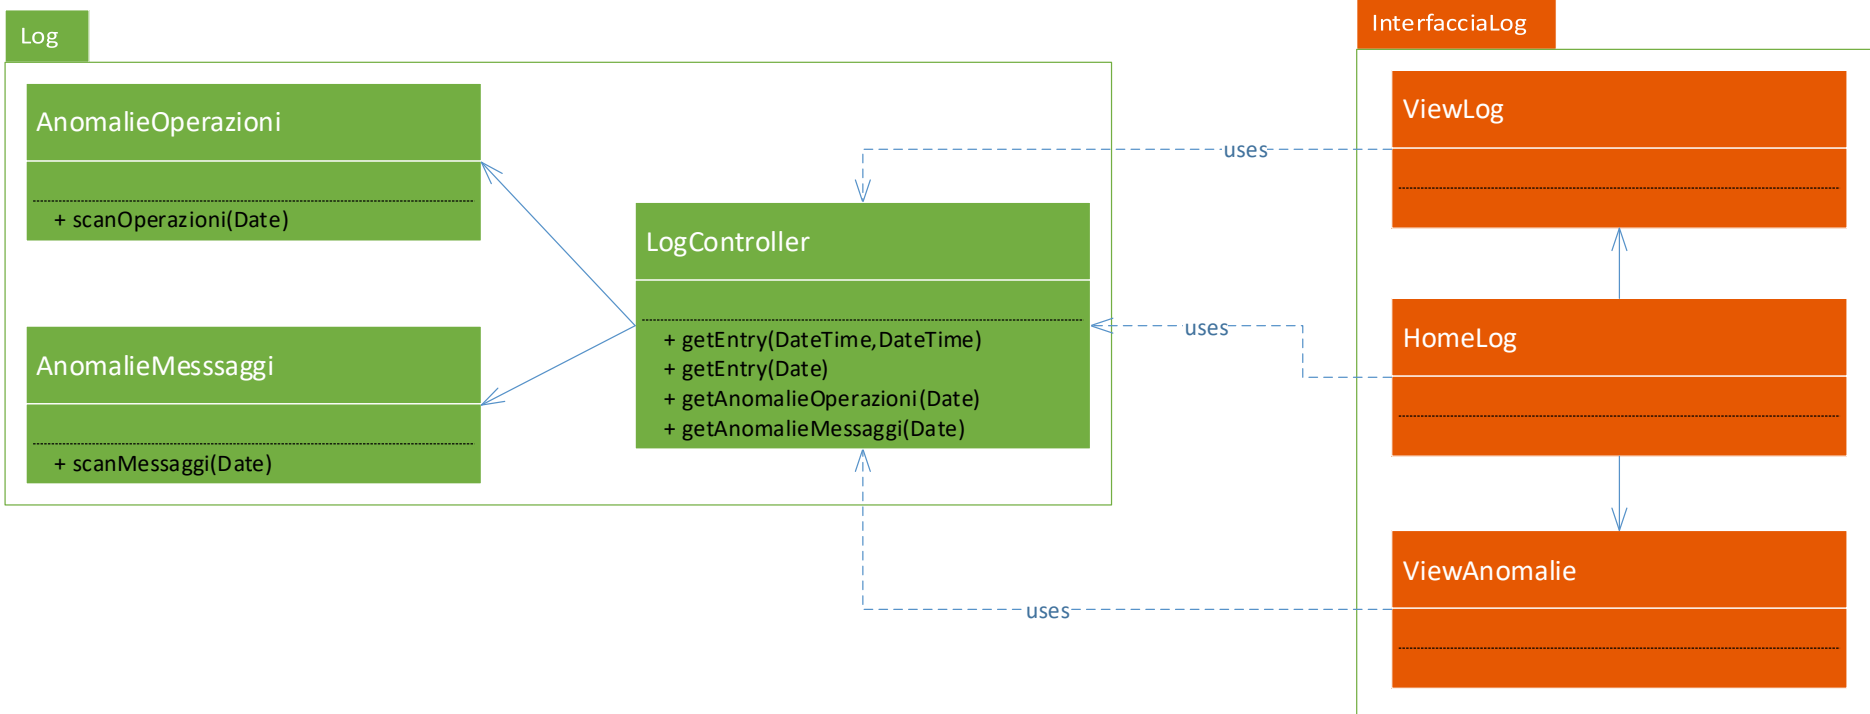 Log
AnomalieOperazioni
+ scanOperazioni(Date)
AnomalieMesssaggi
+ scanMessaggi(Date)
LogController
+ getEntry(DateTime,DateTime)
+ getEntry(Date)
+ getAnomalieOperazioni(Date)
+ getAnomalieMessaggi(Date)
uses
uses
uses
InterfacciaLog
ViewLog
HomeLog
ViewAnomalie